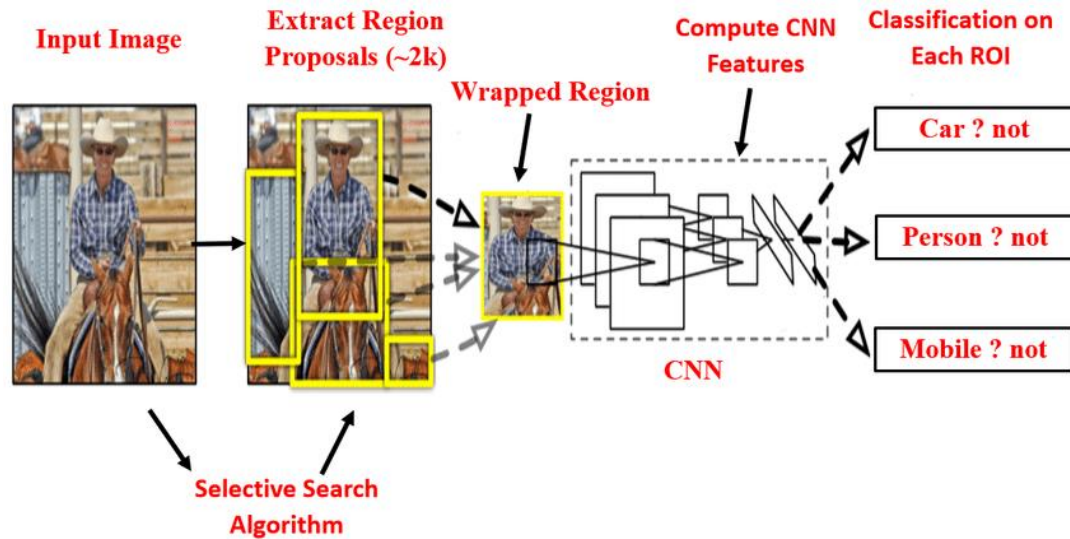 Input Image
Extract Region
Proposals (~2k)
Wrapped Region
Compute CNN
Features
Classification on
Each ROI
Car ? not
Person ? not
Mobile ? not
CNN
Selective Search
Algorithm